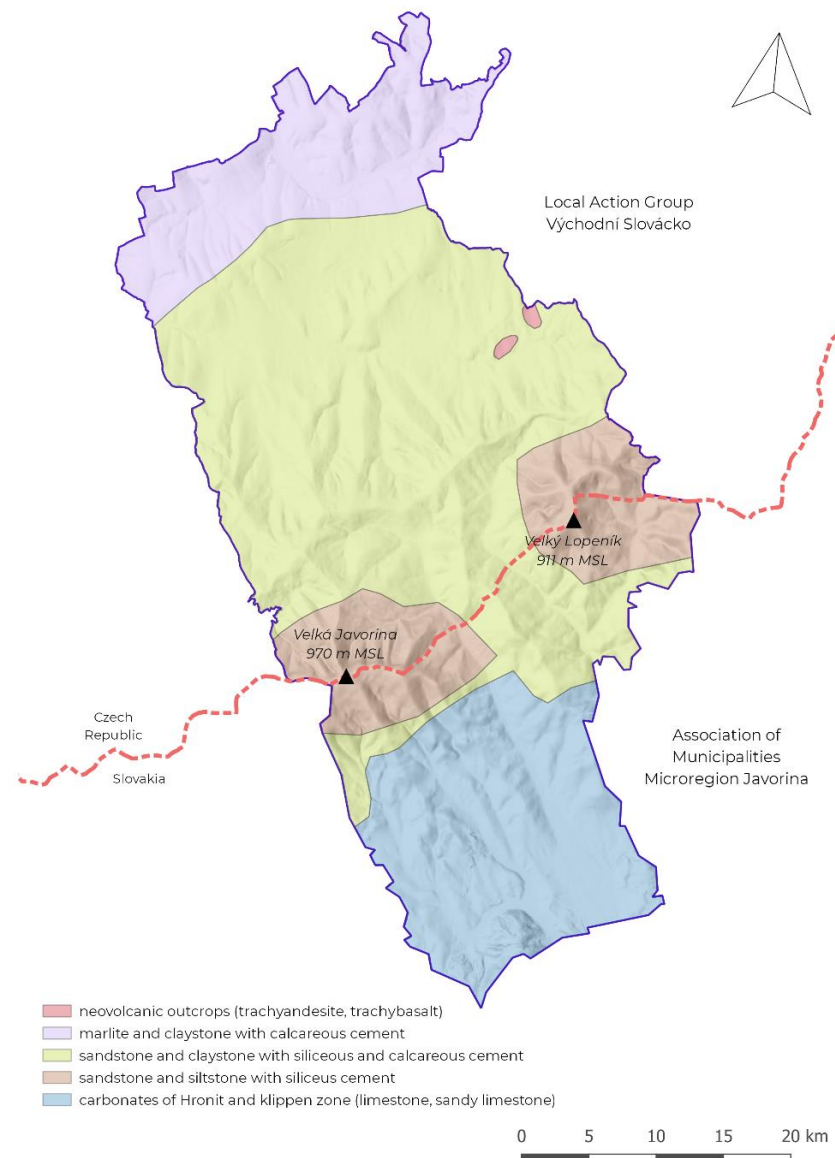 Local Action Group
Východní Slovácko
Velký Lopeník
911 m MSL
Velká Javorina
970 m MSL
Czech
Republic
Slovakia
Association of
Municipalities
Microregion Javorina
neovolcanic outcrops (trachyandesite, trachybasalt)
marlite and claystone with calcareous cement
sandstone and claystone with siliceous and calcareous cement
sandstone and siltstone with siliceus cement
carbonates of Hronit and klippen zone (limestone, sandy limestone)
0 5 10 15 20 km